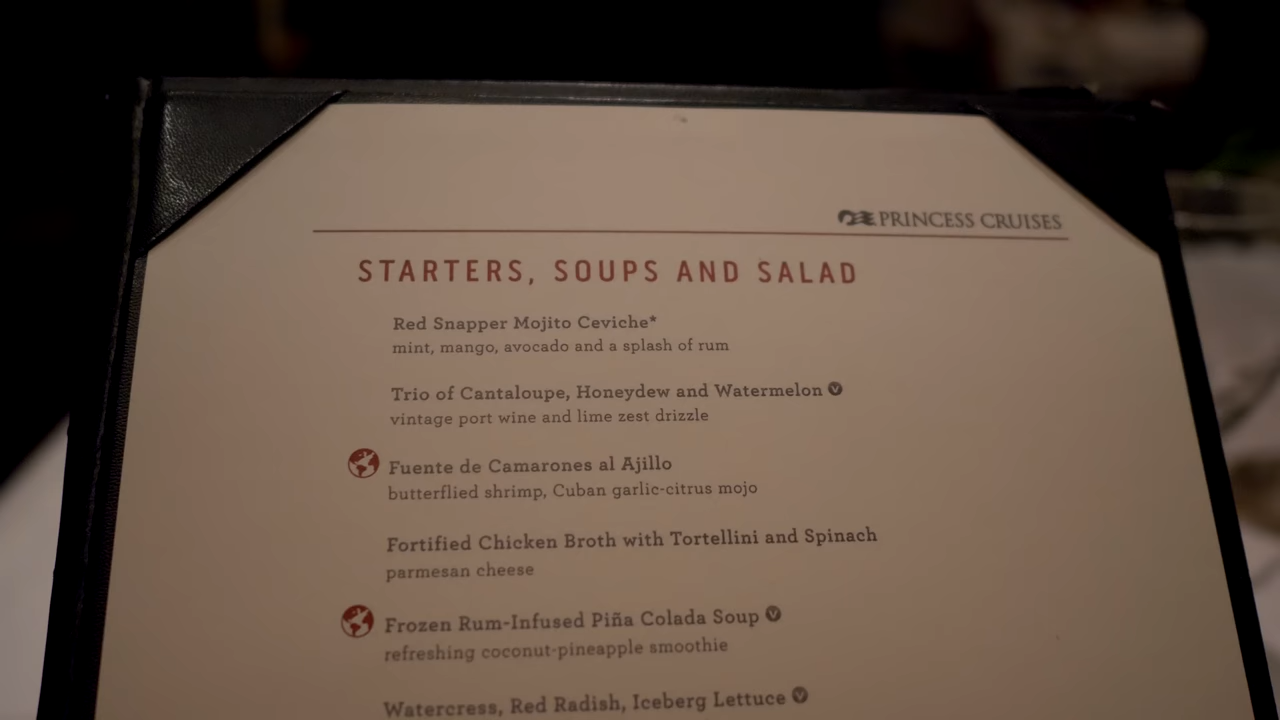 PRINCESS CRUISES
STARTERS, SOUPS AND SALAD
Red Snapper Mojito Ceviche*
mint, mango, avocado and a splash of rum
Trio of Cantaloupe, Honeydew and Watermelon V
vintage port wine and lime zest drizzle
Fuente de Camarones al Ajillo
butterflied shrimp, Cuban garlic-citrus mojo
Fortified Chicken Broth with Tortellini and Spinach
parmesan cheese
Frozen Rum-Infused Piña Colada Soup V
refreshing coconut-pineapple smoothie
Watercress, Red Radish, Iceberg Lettuce V